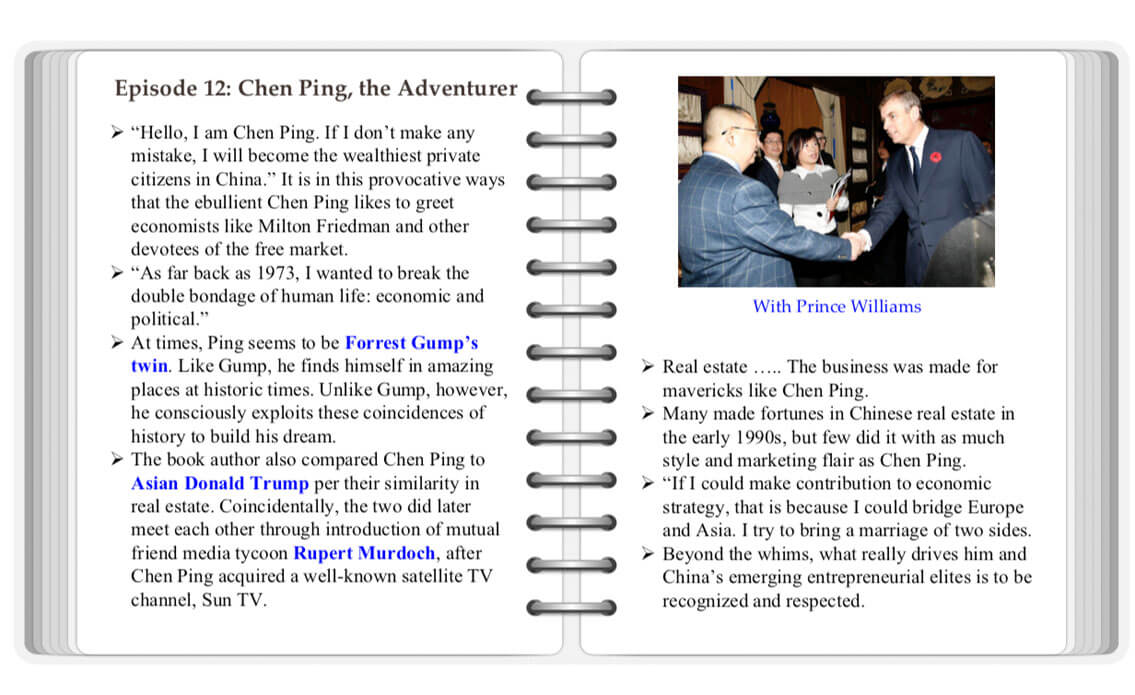 Episode 12: Chen Ping, the Adventurer
➢ “Hello, I am Chen Ping. If I don’t make any
mistake, I will become the wealthiest private
citizens in China.” It is in this provocative ways
that the ebullient Chen Ping likes to greet
economists like Milton Friedman and other
devotees of the free market.
➢ “As far back as 1973, I wanted to break the
double bondage of human life: economic and
political.”
➢ At times, Ping seems to be Forrest Gump’s
twin. Like Gump, he finds himself in amazing
places at historic times. Unlike Gump, however,
he consciously exploits these coincidences of
history to build his dream.
➢ The book author also compared Chen Ping to
Asian Donald Trump per their similarity in
real estate. Coincidentally, the two did later
meet each other through introduction of mutual
friend media tycoon Rupert Murdoch, after
Chen Ping acquired a well-known satellite TV
channel, Sun TV.
With Prince Williams
➢ Real estate ….. The business was made for
mavericks like Chen Ping.
➢ Many made fortunes in Chinese real estate in
the early 1990s, but few did it with as much
style and marketing flair as Chen Ping.
➢ “If I could make contribution to economic
strategy, that is because I could bridge Europe
and Asia. I try to bring a marriage of two sides.
➢ Beyond the whims, what really drives him and
China’s emerging entrepreneurial elites is to be
recognized and respected.